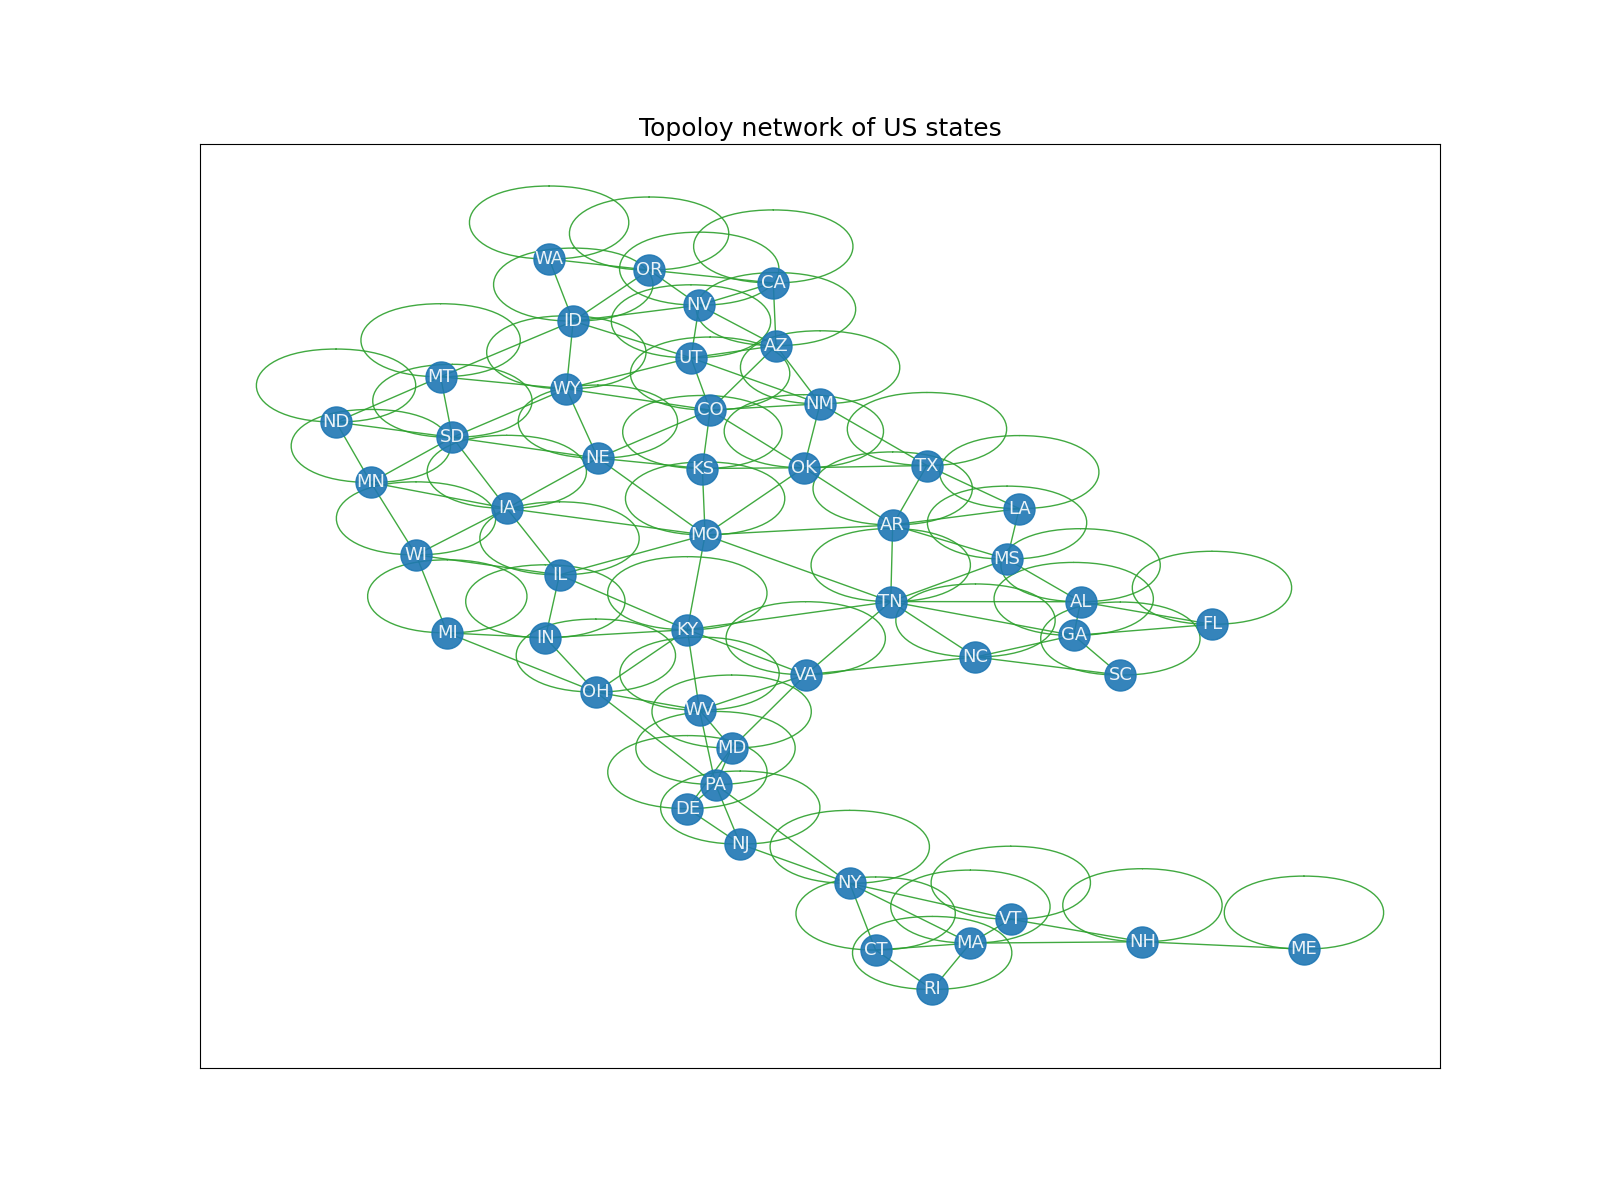 Topoloy network of US states
WA
OR
CA
NV
ID
AZ
UT
MT
WY
NM
CO
ND
SD
NE
KS
OK
TX
MN
IA
LA
AR
MO
WI
MS
IL
TN
AL
FL
MI
IN
KY
GA
NC
VA
SC
OH
WV
MD
PA
DE
NJ
NY
VT
CT
MA
NH
ME
RI